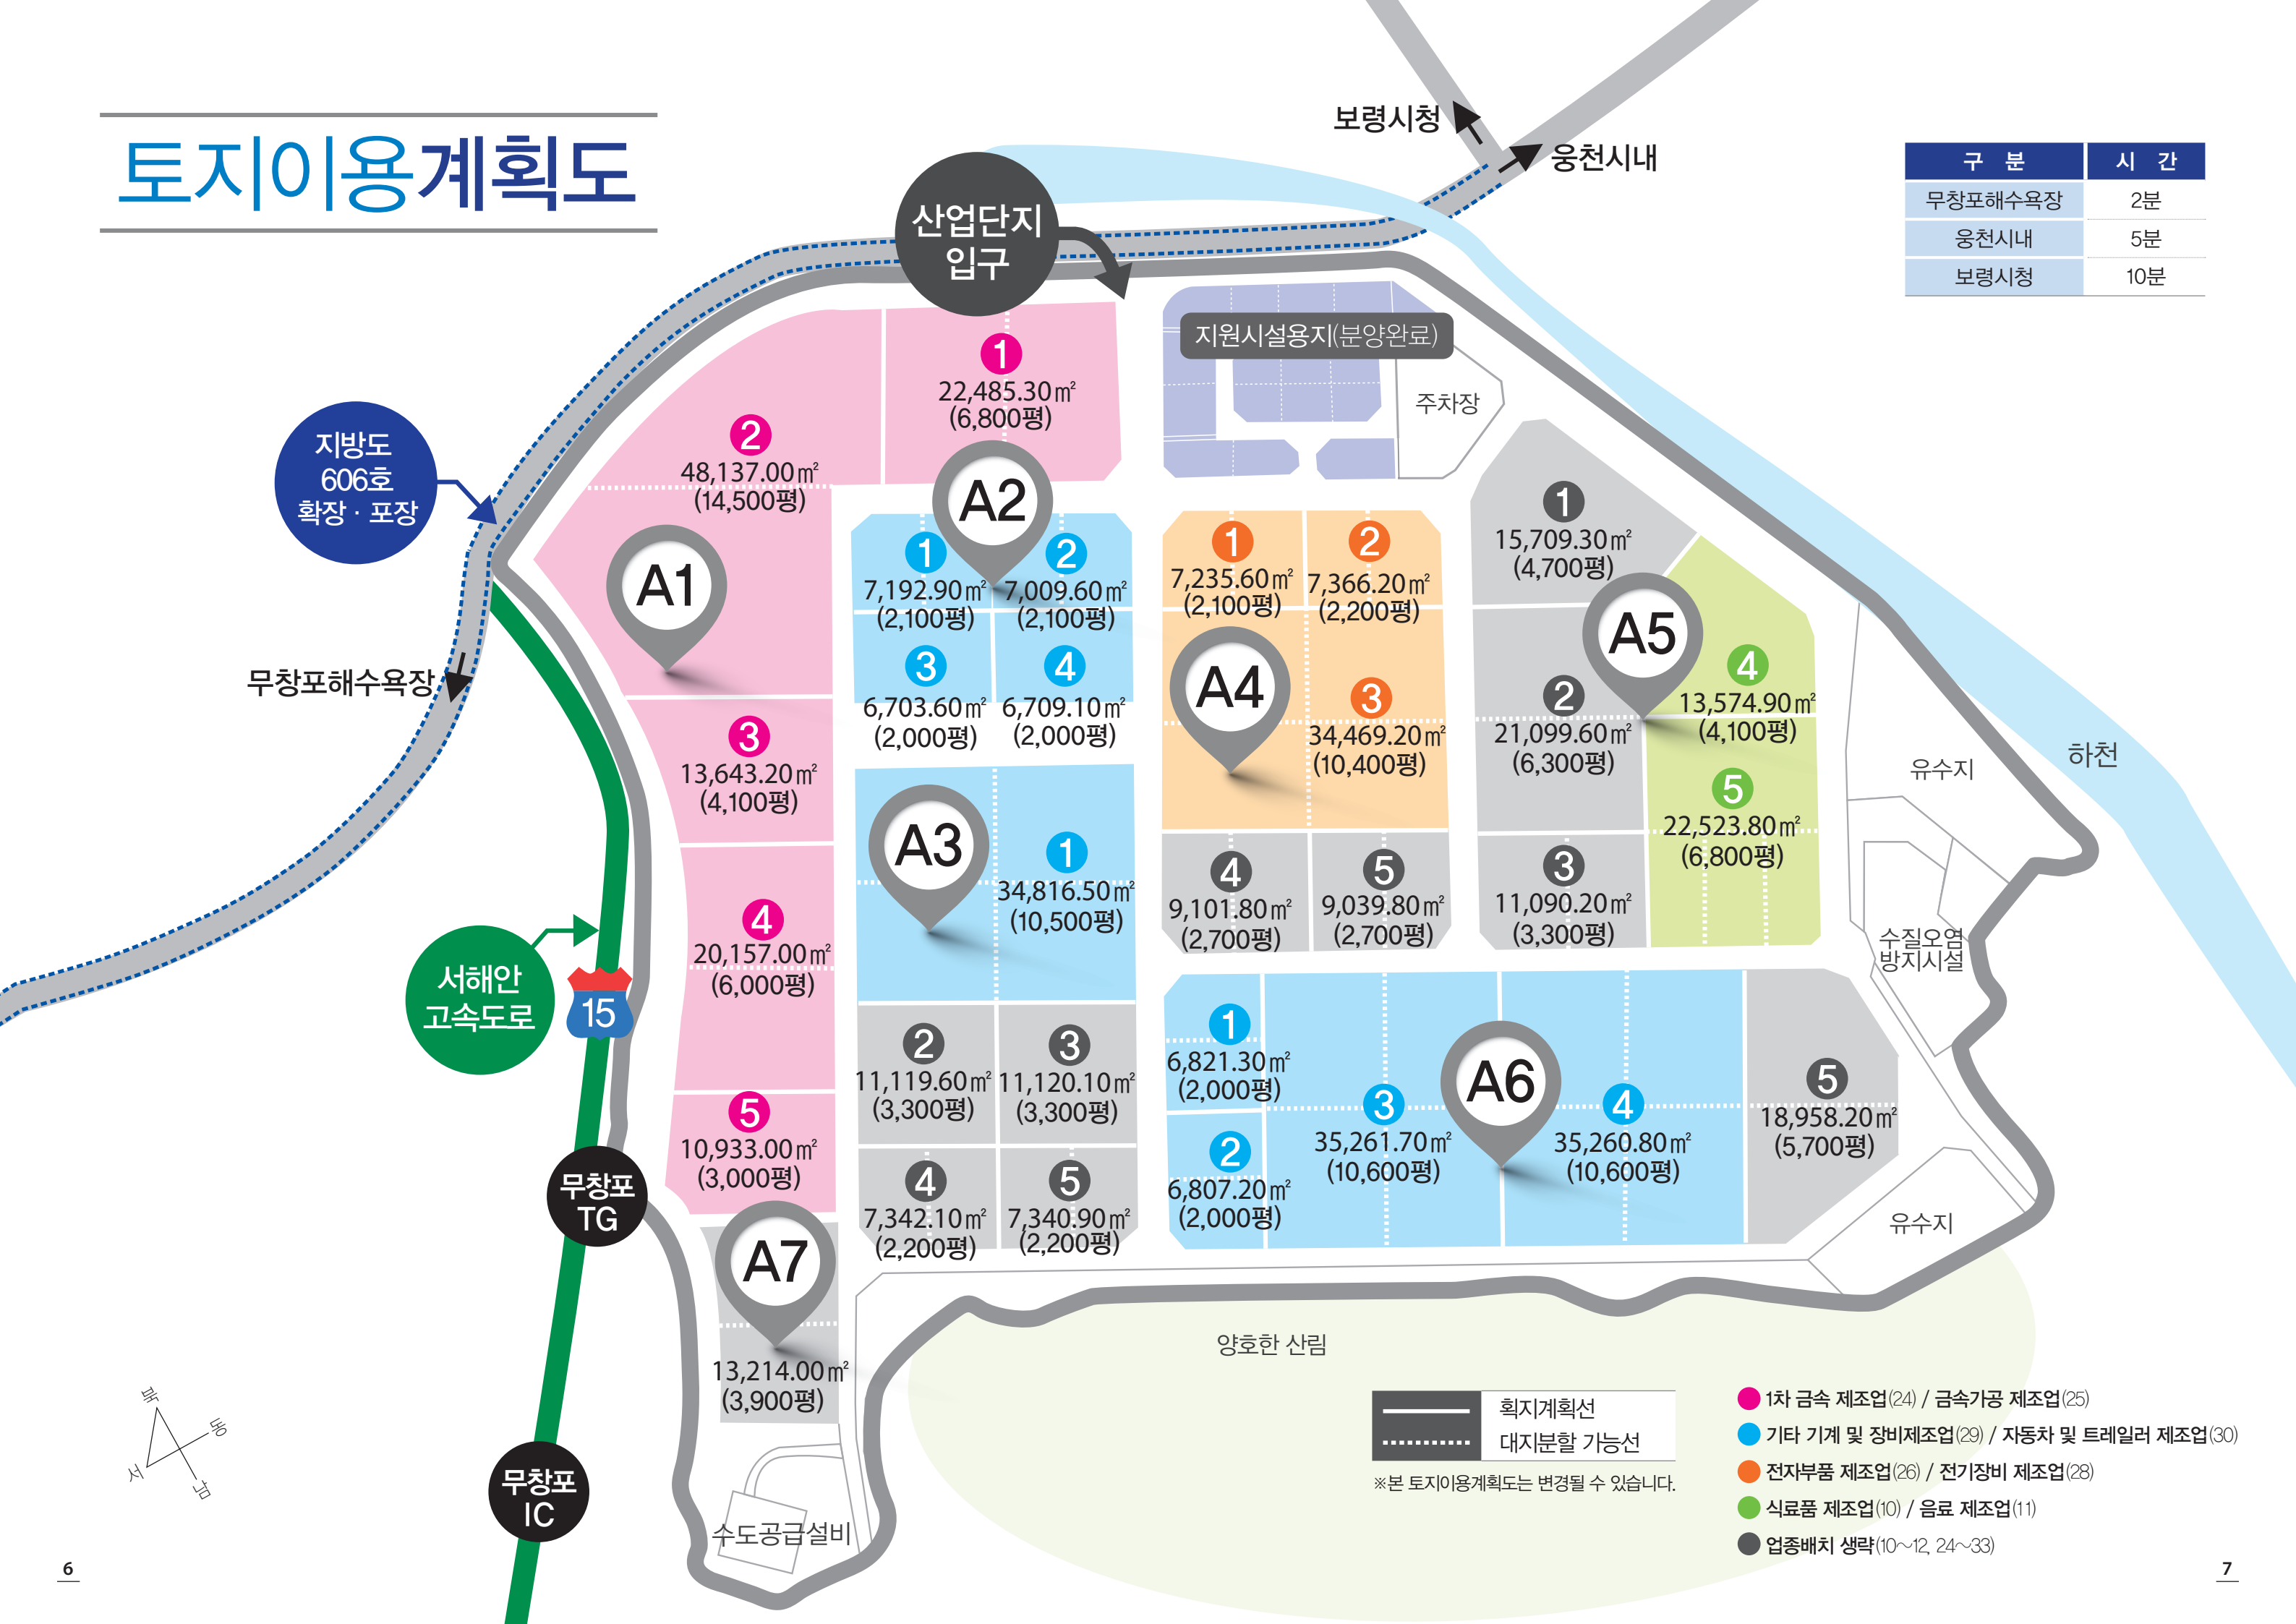 토지이용계획도
보령시청
웅천시내
구 분 시 간
무창포해수욕장 2분
웅천시내 5분
보령시청 10분
산업단지
입구
지원시설용지(분양완료)
주차장
지방도
606호
확장 · 포장
무창포해수욕장
서해안
고속도로
15
무창포
TG
무창포
IC
A1
1
22,485.30㎡
(6,800평)
2
48,137.00㎡
(14,500평)
3
13,643.20㎡
(4,100평)
4
20,157.00㎡
(6,000평)
5
10,933.00㎡
(3,000평)
A2
1
7,192.90㎡
(2,100평)
2
7,009.60㎡
(2,100평)
3
6,703.60㎡
(2,000평)
4
6,709.10㎡
(2,000평)
A3
1
34,816.50㎡
(10,500평)
2
11,119.60㎡
(3,300평)
3
11,120.10㎡
(3,300평)
4
7,342.10㎡
(2,200평)
5
7,340.90㎡
(2,200평)
A4
1
7,235.60㎡
(2,100평)
2
7,366.20㎡
(2,200평)
3
34,469.20㎡
(10,400평)
4
9,101.80㎡
(2,700평)
5
9,039.80㎡
(2,700평)
A5
1
15,709.30㎡
(4,700평)
2
21,099.60㎡
(6,300평)
3
11,090.20㎡
(3,300평)
4
13,574.90㎡
(4,100평)
5
22,523.80㎡
(6,800평)
A6
1
6,821.30㎡
(2,000평)
2
6,807.20㎡
(2,000평)
3
35,261.70㎡
(10,600평)
4
35,260.80㎡
(10,600평)
5
18,958.20㎡
(5,700평)
A7
13,214.00㎡
(3,900평)
유수지
하천
수질오염
방지시설
유수지
양호한 산림
수도공급설비
북
동
서
남
획지계획선
대지분할 가능선
※본 토지이용계획도는 변경될 수 있습니다.
1차 금속 제조업(24) / 금속가공 제조업(25)
기타 기계 및 장비제조업(29) / 자동차 및 트레일러 제조업(30)
전자부품 제조업(26) / 전기장비 제조업(28)
식료품 제조업(10) / 음료 제조업(11)
업종배치 생략(10～12, 24～33)
6
7